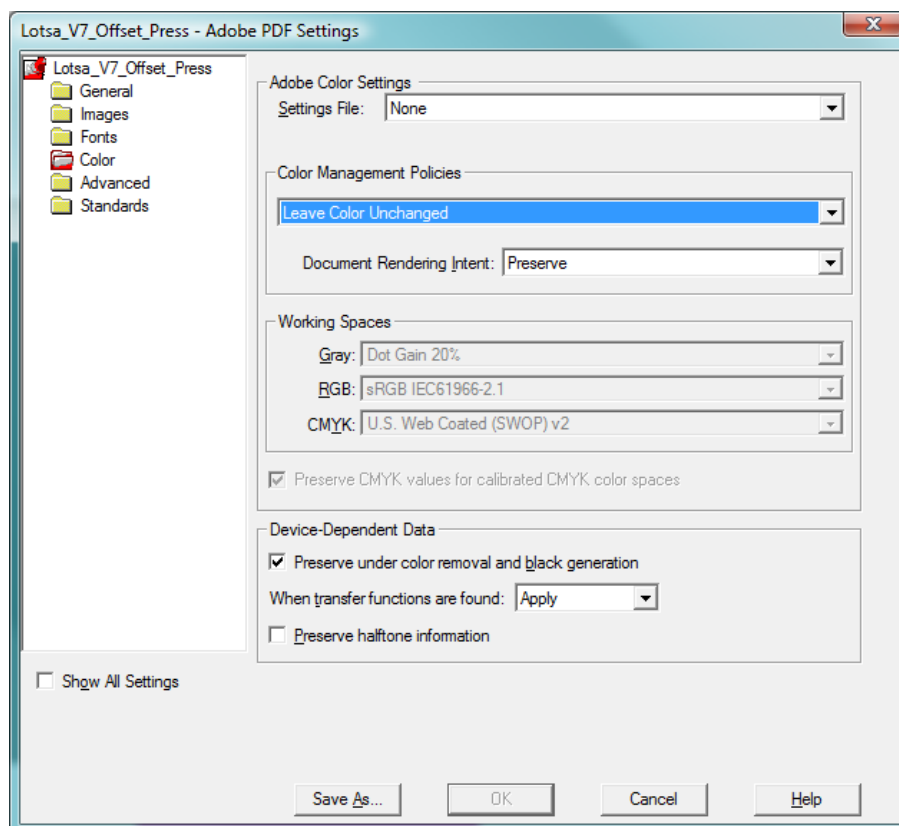 Lotsa_V7_Offset_Press - Adobe PDF Settings
Lotsa_V7_Offset_Press
General
Images
Fonts
Color
Advanced
Standards
Show All Settings
Adobe Color Settings
Settings File: None
Color Management Policies
Leave Color Unchanged
Document Rendering Intent: Preserve
Working Spaces
Gray: Dot Gain 20%
RGB: sRGB IEC61966-2.1
CMYK: U.S. Web Coated (SWOP) v2
Preserve CMYK values for calibrated CMYK color spaces
Device-Dependent Data
Preserve under color removal and black generation
When transfer functions are found: Apply
Preserve halftone information
Save As... OK Cancel Help